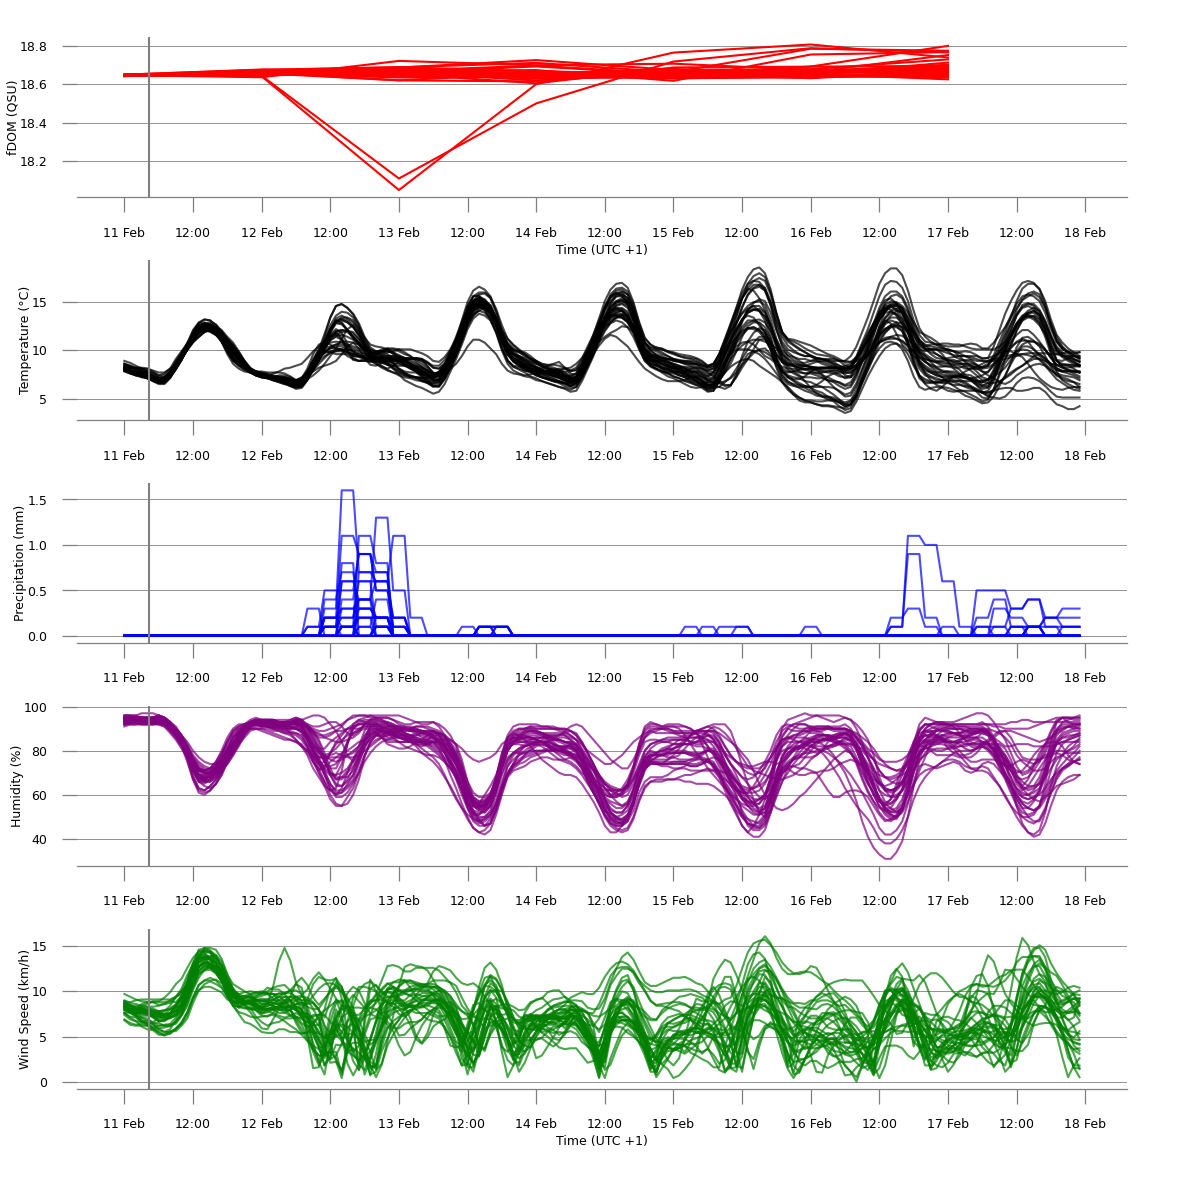 18.8
18.6
18.4
18.2
fDOM (QSU)
11 Feb 12:00 12 Feb 12:00 13 Feb 12:00 14 Feb 12:00 15 Feb 12:00 16 Feb 12:00 17 Feb 12:00 18 Feb
Time (UTC +1)
15
10
5
Temperature (°C)
11 Feb 12:00 12 Feb 12:00 13 Feb 12:00 14 Feb 12:00 15 Feb 12:00 16 Feb 12:00 17 Feb 12:00 18 Feb
1.5
1.0
0.5
0.0
Precipitation (mm)
11 Feb 12:00 12 Feb 12:00 13 Feb 12:00 14 Feb 12:00 15 Feb 12:00 16 Feb 12:00 17 Feb 12:00 18 Feb
100
80
60
40
Humidity (%)
11 Feb 12:00 12 Feb 12:00 13 Feb 12:00 14 Feb 12:00 15 Feb 12:00 16 Feb 12:00 17 Feb 12:00 18 Feb
15
10
5
0
Wind Speed (km/h)
11 Feb 12:00 12 Feb 12:00 13 Feb 12:00 14 Feb 12:00 15 Feb 12:00 16 Feb 12:00 17 Feb 12:00 18 Feb
Time (UTC +1)